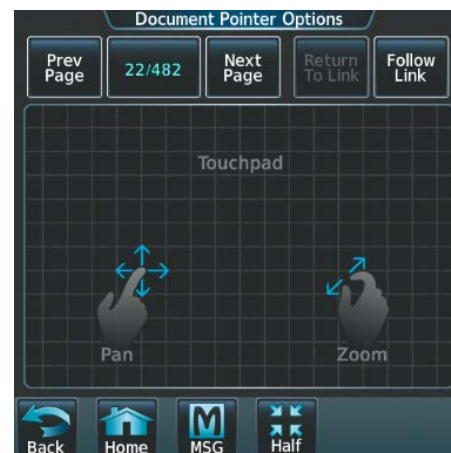 Document Pointer Options
Prev
Page
22/482
Next
Page
Return
To Link
Follow
Link
Touchpad
Pan
Zoom
Back
Home
MSG
Half